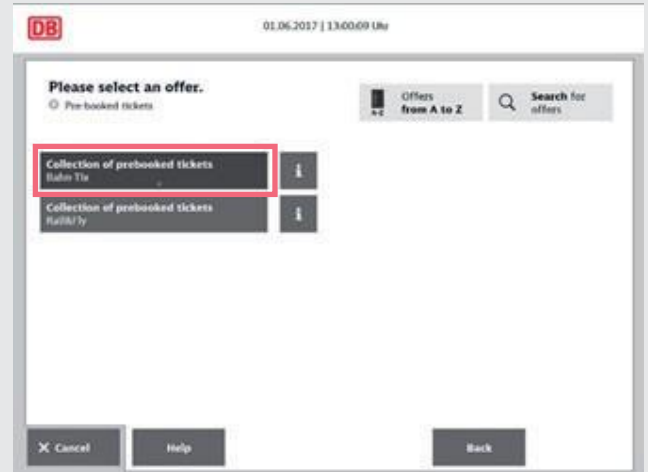 DB
01.06.2017 | 13:00:09 Uhr
Please select an offer.
Pre-booked tickets
A-Z
Offers
from A to Z
Search for
offers
Collection of prebooked tickets
Bahn Tix
i
Collection of prebooked tickets
Rail&Fly
i
X Cancel
Help
Back